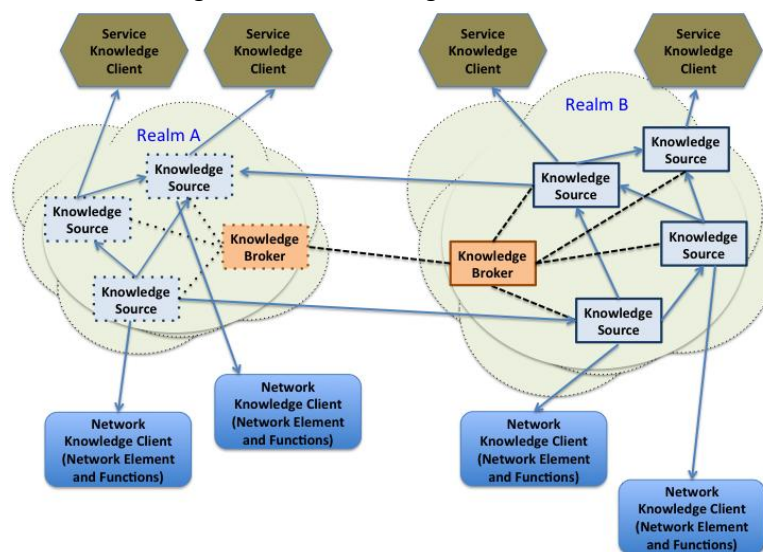 Service
Knowledge
Client
Service
Knowledge
Client
Service
Knowledge
Client
Service
Knowledge
Client
Realm A
Realm B
Knowledge
Source
Knowledge
Source
Knowledge
Source
Knowledge
Source
Knowledge
Broker
Knowledge
Broker
Knowledge
Source
Knowledge
Source
Knowledge
Source
Network
Knowledge Client
(Network Element
and Functions)
Network
Knowledge Client
(Network Element
and Functions)
Network
Knowledge Client
(Network Element
and Functions)
Network
Knowledge Client
(Network Element
and Functions)